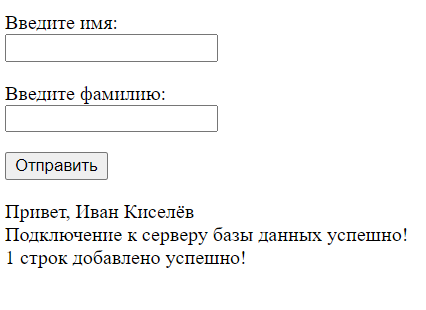 Введите имя:
Введите фамилию:
Отправить
Привет, Иван Киселёв
Подключение к серверу базы данных успешно!
1 строк добавлено успешно!